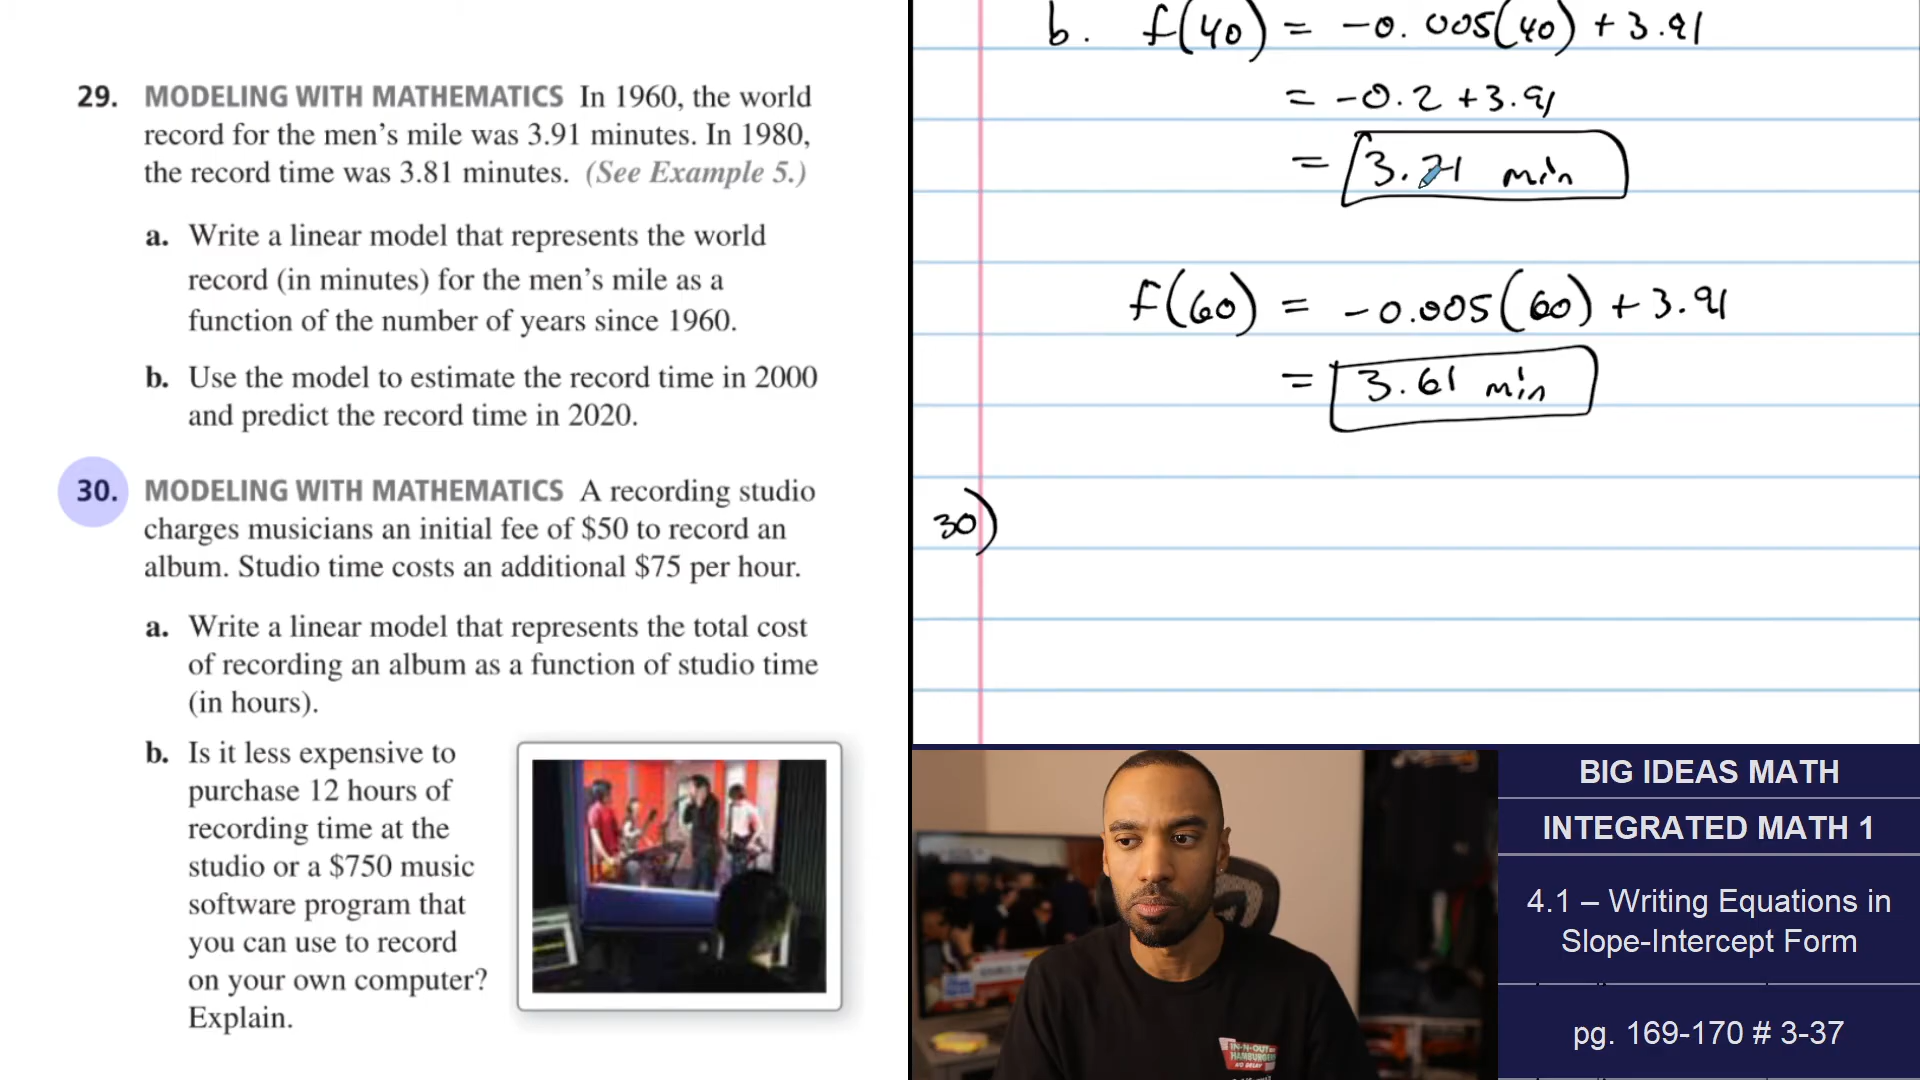 29. MODELING WITH MATHEMATICS In 1960, the world
record for the men's mile was 3.91 minutes. In 1980,
the record time was 3.81 minutes. (See Example 5.)
a. Write a linear model that represents the world
record (in minutes) for the men's mile as a
function of the number of years since 1960.
b. Use the model to estimate the record time in 2000
and predict the record time in 2020.
30. MODELING WITH MATHEMATICS A recording studio
charges musicians an initial fee of $50 to record an
album. Studio time costs an additional $75 per hour.
a. Write a linear model that represents the total cost
of recording an album as a function of studio time
(in hours).
b. Is it less expensive to
purchase 12 hours of
recording time at the
studio or a $750 music
software program that
you can use to record
on your own computer?
Explain.
b. f(40) = -0.005(40) + 3.91
= -0.2 + 3.91
= 3.71 min
f(60) = -0.005(60) + 3.91
= 3.61 min
30)
IN-N-OUT
HAMBURGERS
NO DELAY
BIG IDEAS MATH
INTEGRATED MATH 1
4.1 – Writing Equations in
Slope-Intercept Form
pg. 169-170 # 3-37